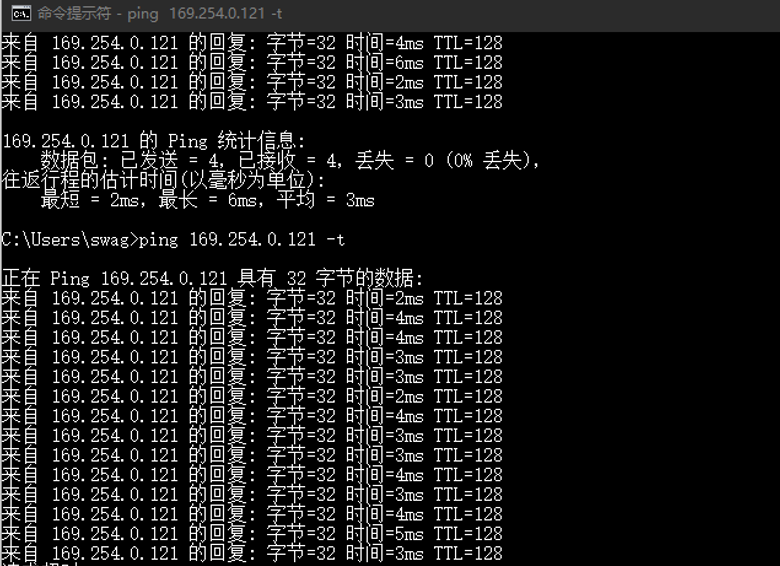 命令提示符 - ping  169.254.0.121 -t
来自 169.254.0.121 的回复: 字节=32 时间=4ms TTL=128
来自 169.254.0.121 的回复: 字节=32 时间=6ms TTL=128
来自 169.254.0.121 的回复: 字节=32 时间=2ms TTL=128
来自 169.254.0.121 的回复: 字节=32 时间=3ms TTL=128
169.254.0.121 的 Ping 统计信息:
数据包: 已发送 = 4，已接收 = 4，丢失 = 0 (0% 丢失)，
往返行程的估计时间(以毫秒为单位):
最短 = 2ms，最长 = 6ms，平均 = 3ms
C:\Users\swag>ping 169.254.0.121 -t
正在 Ping 169.254.0.121 具有 32 字节的数据:
来自 169.254.0.121 的回复: 字节=32 时间=2ms TTL=128
来自 169.254.0.121 的回复: 字节=32 时间=4ms TTL=128
来自 169.254.0.121 的回复: 字节=32 时间=4ms TTL=128
来自 169.254.0.121 的回复: 字节=32 时间=3ms TTL=128
来自 169.254.0.121 的回复: 字节=32 时间=3ms TTL=128
来自 169.254.0.121 的回复: 字节=32 时间=2ms TTL=128
来自 169.254.0.121 的回复: 字节=32 时间=4ms TTL=128
来自 169.254.0.121 的回复: 字节=32 时间=3ms TTL=128
来自 169.254.0.121 的回复: 字节=32 时间=3ms TTL=128
来自 169.254.0.121 的回复: 字节=32 时间=4ms TTL=128
来自 169.254.0.121 的回复: 字节=32 时间=3ms TTL=128
来自 169.254.0.121 的回复: 字节=32 时间=4ms TTL=128
来自 169.254.0.121 的回复: 字节=32 时间=5ms TTL=128
来自 169.254.0.121 的回复: 字节=32 时间=3ms TTL=128